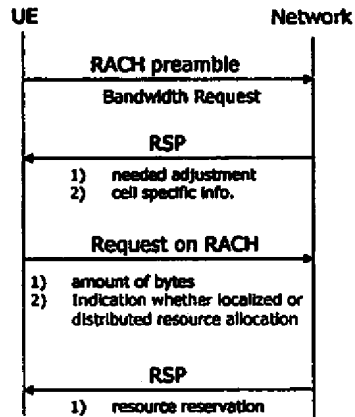 UE Network
RACH preamble
Bandwidth Request
RSP
1) needed adjustment
2) cell specific info.
Request on RACH
1) amount of bytes
2) Indication whether localized or
distributed resource allocation
RSP
1) resource reservation